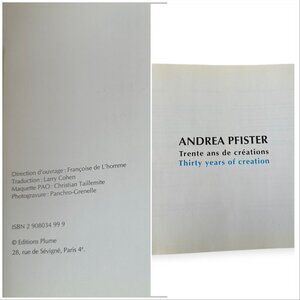 Direction d'ouvrage : Françoise de L'homme
Traduction : Larry Cohen
Maquette PAO : Christian Taillemite
Photogravure : Panchro-Grenelle
ISBN 2 908034 99 9
© Editions Plume
28, rue de Sévigné, Paris 4e.
ANDREA PFISTER
Trente ans de créations
Thirty years of creation